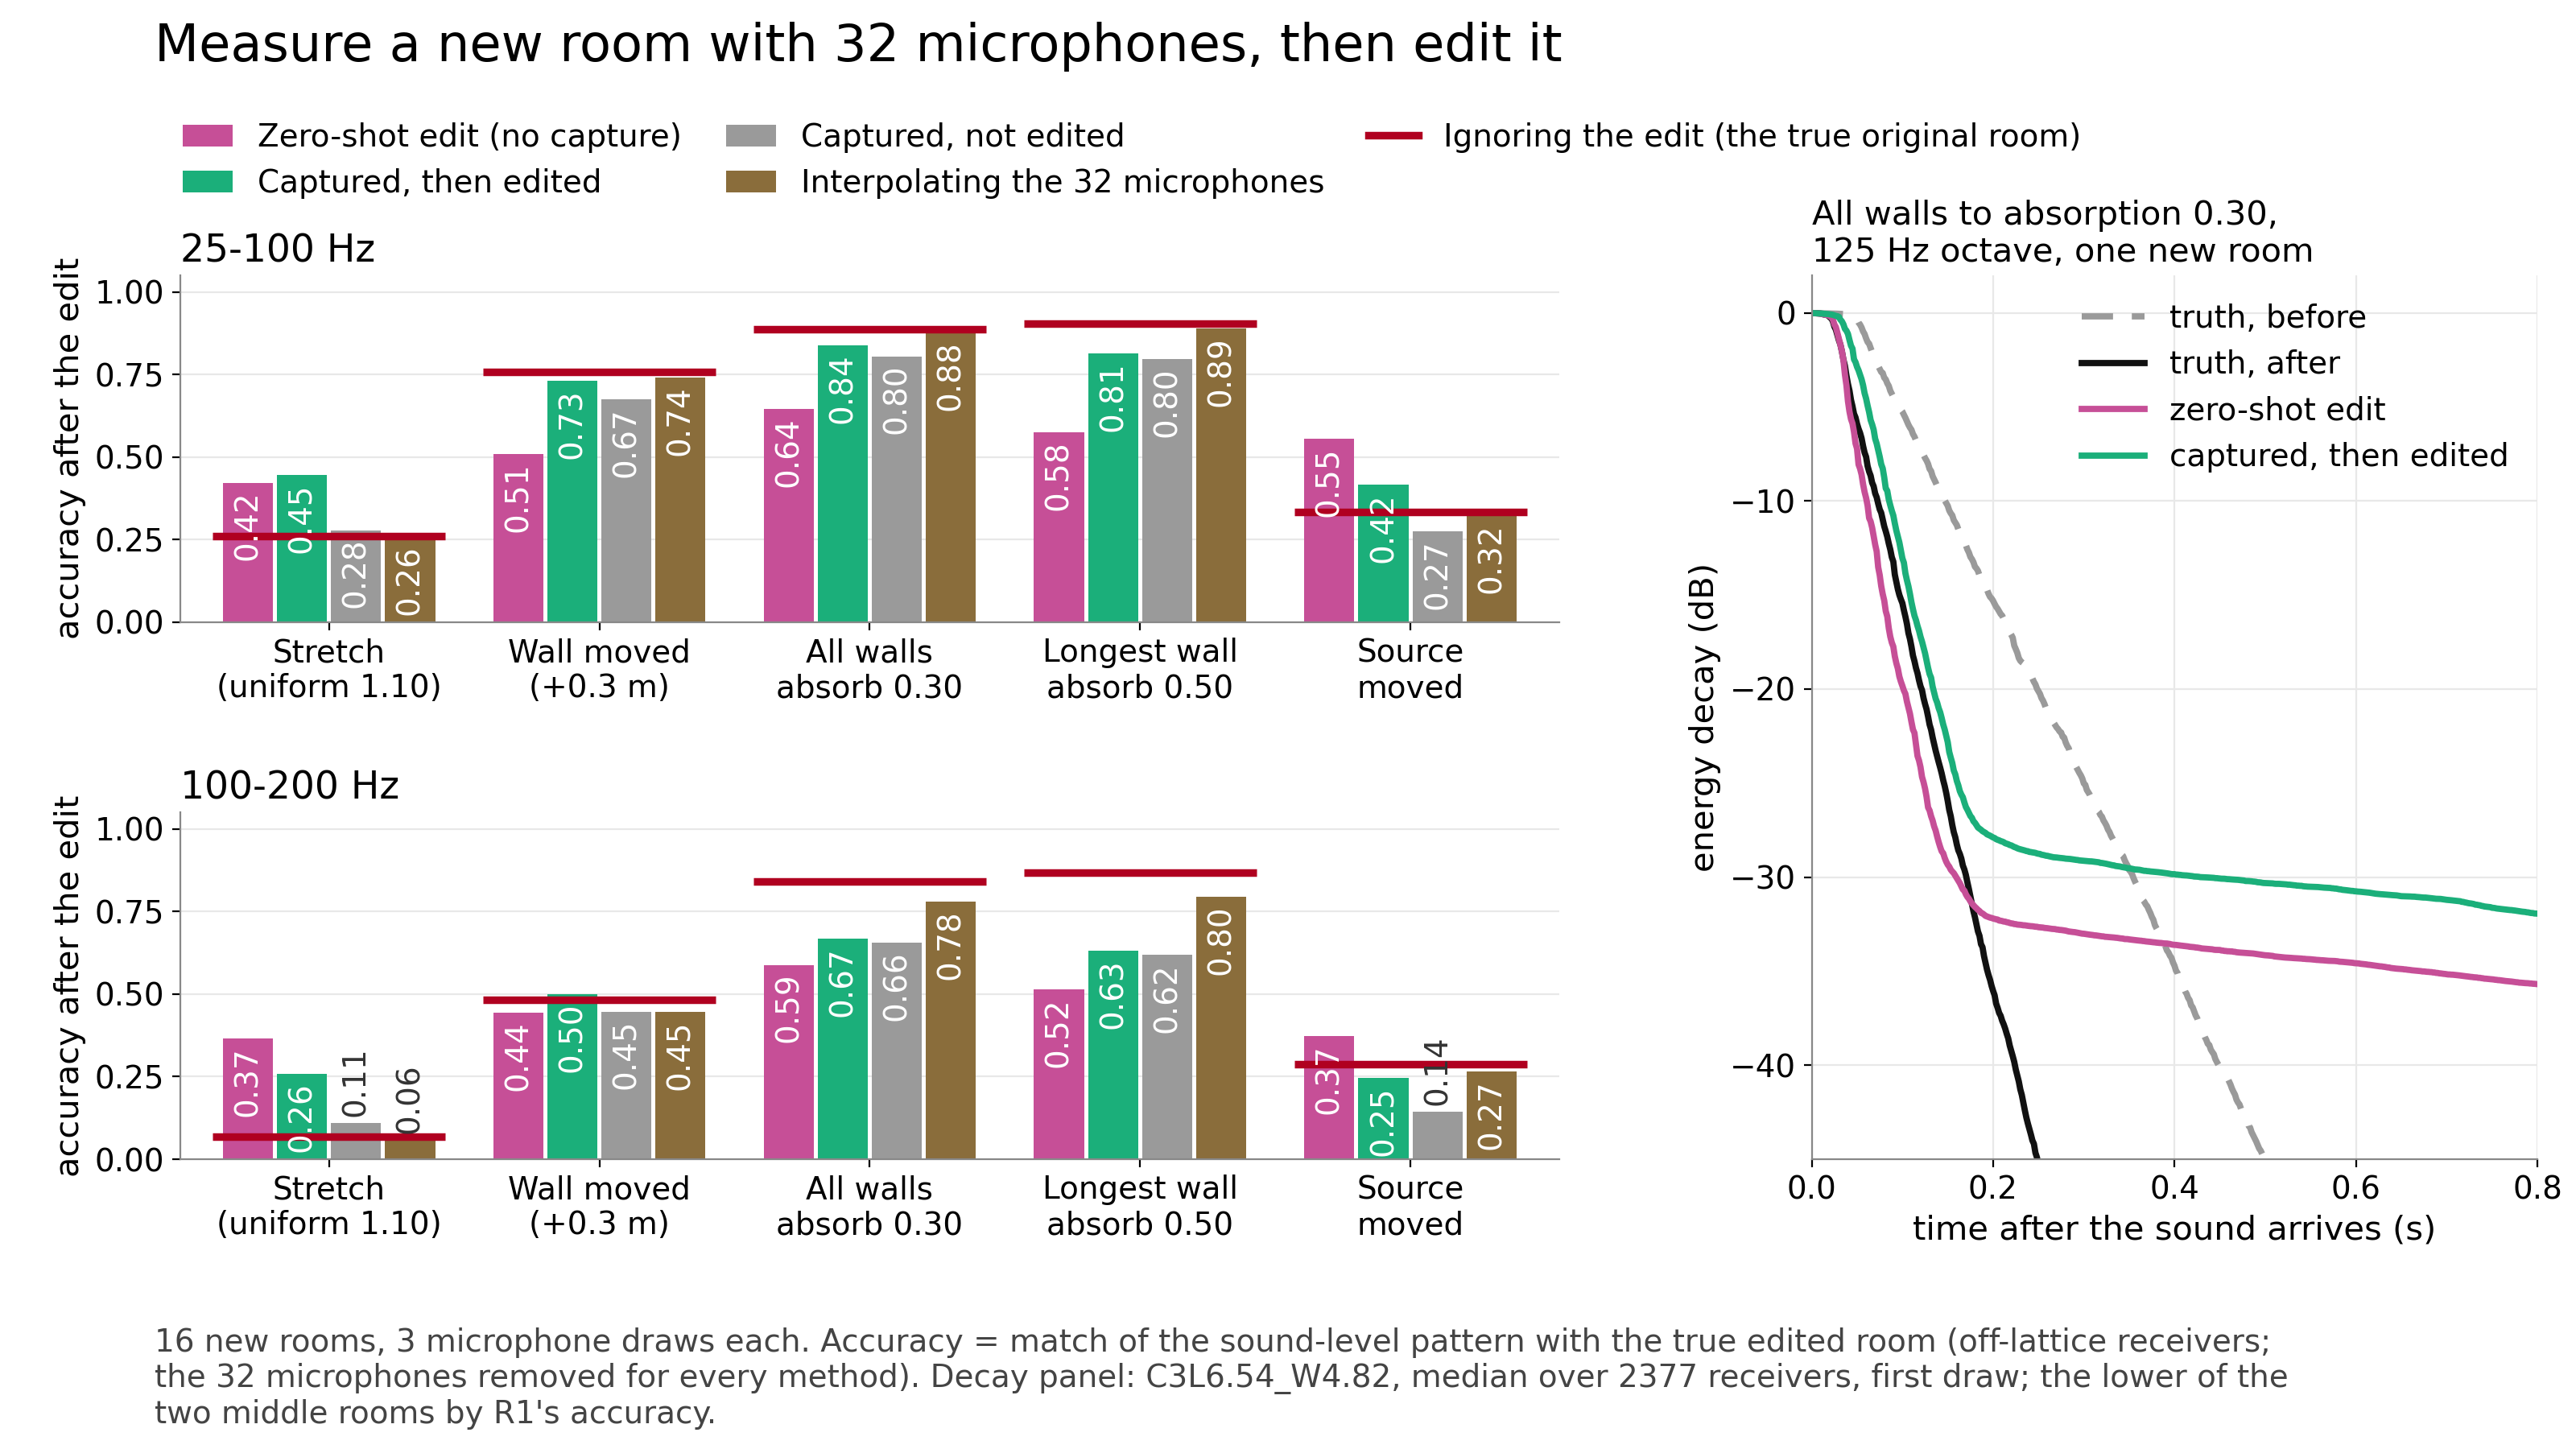 Measure a new room with 32 microphones, then edit it
Zero-shot edit (no capture)
Captured, then edited
Captured, not edited
Interpolating the 32 microphones
Ignoring the edit (the true original room)
25-100 Hz
accuracy after the edit
1.00
0.75
0.50
0.25
0.00
0.42
0.45
0.28
0.26
0.51
0.73
0.67
0.74
0.64
0.84
0.80
0.88
0.58
0.81
0.80
0.89
0.55
0.42
0.27
0.32
Stretch
(uniform 1.10)
Wall moved
(+0.3 m)
All walls
absorb 0.30
Longest wall
absorb 0.50
Source
moved
100-200 Hz
accuracy after the edit
1.00
0.75
0.50
0.25
0.00
0.37
0.26
0.11
0.06
0.44
0.50
0.45
0.45
0.59
0.67
0.66
0.78
0.52
0.63
0.62
0.80
0.37
0.25
0.14
0.27
Stretch
(uniform 1.10)
Wall moved
(+0.3 m)
All walls
absorb 0.30
Longest wall
absorb 0.50
Source
moved
All walls to absorption 0.30,
125 Hz octave, one new room
truth, before
truth, after
zero-shot edit
captured, then edited
energy decay (dB)
0
−10
−20
−30
−40
0.0
0.2
0.4
0.6
0.8
time after the sound arrives (s)
16 new rooms, 3 microphone draws each. Accuracy = match of the sound-level pattern with the true edited room (off-lattice receivers;
the 32 microphones removed for every method). Decay panel: C3L6.54_W4.82, median over 2377 receivers, first draw; the lower of the
two middle rooms by R1's accuracy.